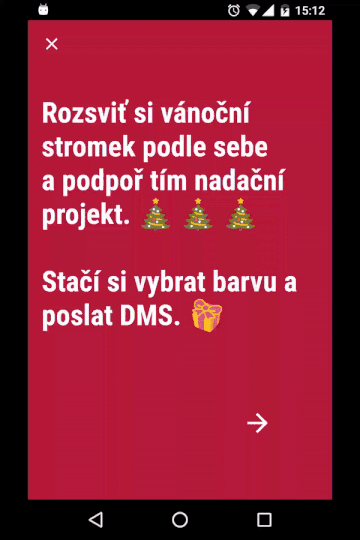 15:12
Rozsviť si vánoční
stromek podle sebe
a podpoř tím nadační
projekt. 🎄 🎄 🎄
Stačí si vybrat barvu a
poslat DMS. 🎁